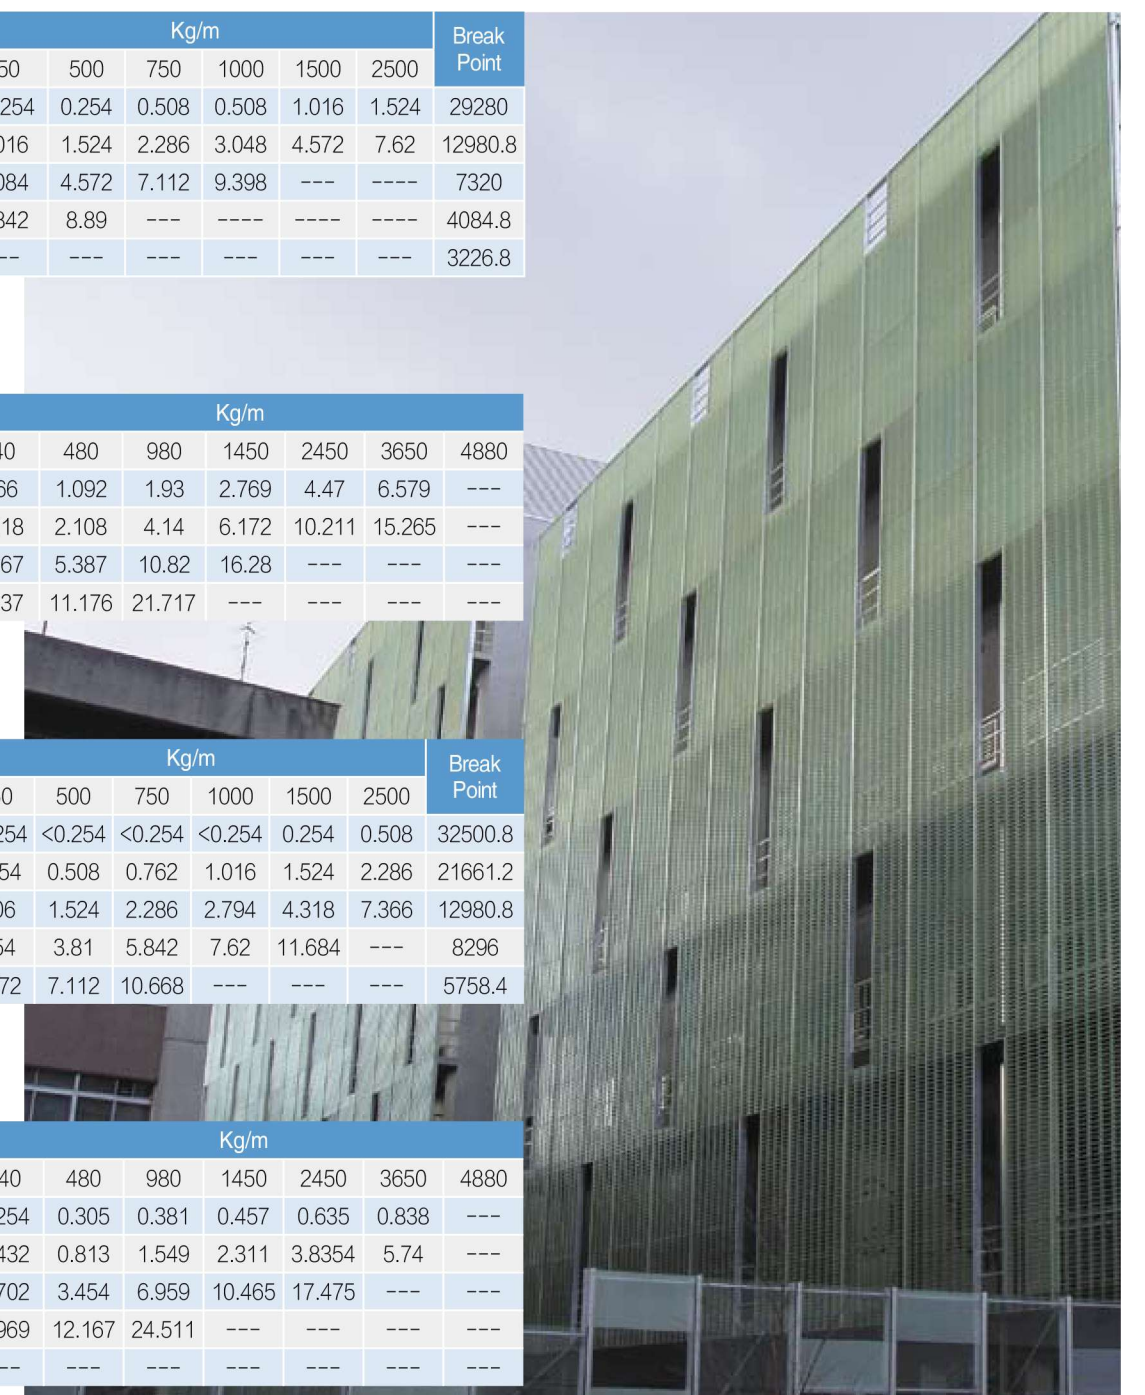 Kg/m Break Point
50 500 750 1000 1500 2500
254 0.254 0.508 0.508 1.016 1.524 29280
016 1.524 2.286 3.048 4.572 7.62 12980.8
084 4.572 7.112 9.398 --- ---- 7320
842 8.89 --- ---- ---- ---- 4084.8
-- --- --- --- --- --- 3226.8
Kg/m
40 480 980 1450 2450 3650 4880
66 1.092 1.93 2.769 4.47 6.579 ---
18 2.108 4.14 6.172 10.211 15.265 ---
67 5.387 10.82 16.28 --- --- ---
37 11.176 21.717 --- --- --- ---
Kg/m Break Point
50 500 750 1000 1500 2500
254 <0.254 <0.254 <0.254 0.254 0.508 32500.8
54 0.508 0.762 1.016 1.524 2.286 21661.2
06 1.524 2.286 2.794 4.318 7.366 12980.8
54 3.81 5.842 7.62 11.684 --- 8296
72 7.112 10.668 --- --- --- 5758.4
Kg/m
40 480 980 1450 2450 3650 4880
254 0.305 0.381 0.457 0.635 0.838 ---
432 0.813 1.549 2.311 3.8354 5.74 ---
702 3.454 6.959 10.465 17.475 --- ---
969 12.167 24.511 --- --- --- ---
-- --- --- --- --- --- ---